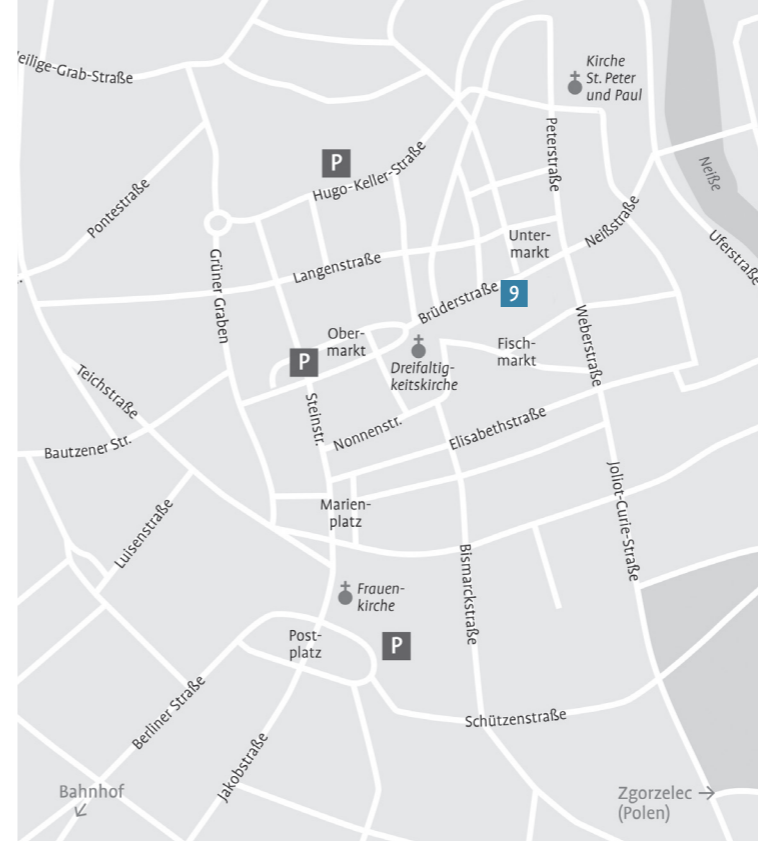 Kirche
St. Peter
und Paul
Heilige-Grab-Straße
P
Hugo-Keller-Straße
Peterstraße
Neiße
Pontestraße
Neißstraße
Unter-
markt
Uferstraße
Grüner Graben
Langenstraße
Brüderstraße
9
Weberstraße
Ober-
markt
Fisch-
markt
P
Dreifaltig-
keitskirche
Teichstraße
Steinstr.
Nonnenstr.
Elisabethstraße
Bautzener Str.
Joliot-Curie-Straße
Marien-
platz
Luisenstraße
Bismarckstraße
Frauen-
kirche
Post-
platz
P
Berliner Straße
Schützenstraße
Jakobstraße
Bahnhof
Zgorzelec
(Polen)